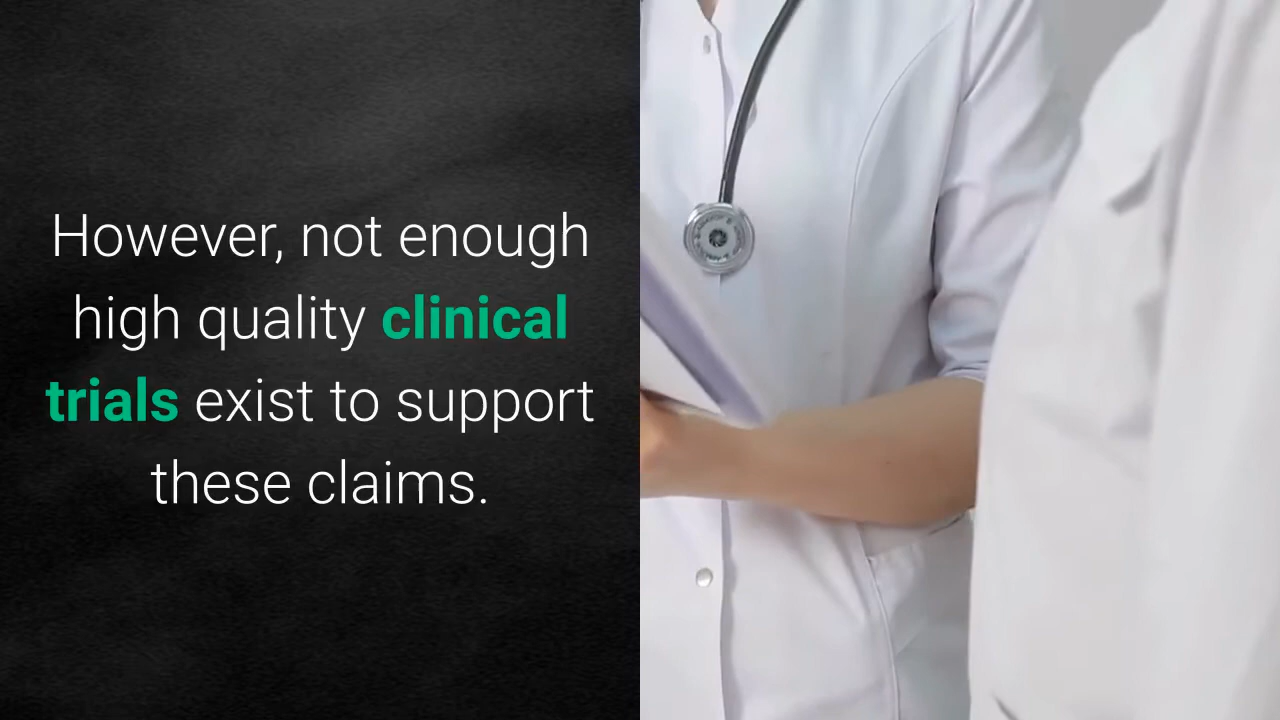 However, not enough
high quality clinical
trials exist to support
these claims.